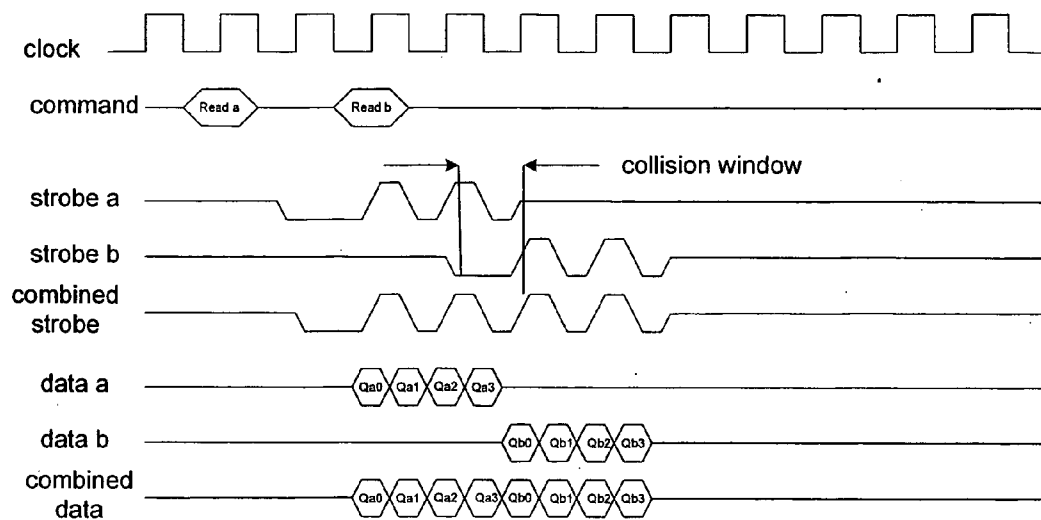 clock
command
Read a
Read b
collision window
strobe a
strobe b
combined
strobe
data a
Qa0 Qa1 Qa2 Qa3
data b
Qb0 Qb1 Qb2 Qb3
combined
data
Qa0 Qa1 Qa2 Qa3 Qb0 Qb1 Qb2 Qb3